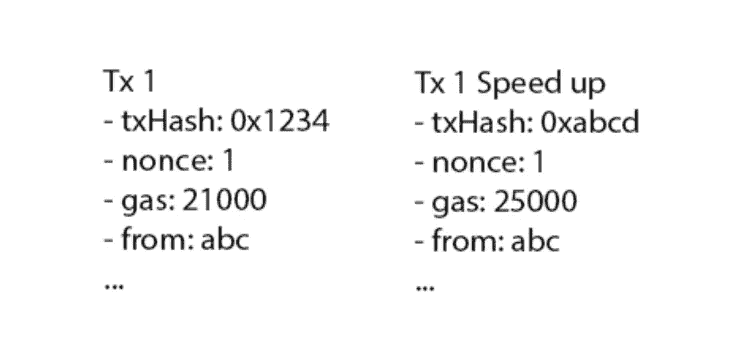 Tx 1
- txHash: 0x1234
- nonce: 1
- gas: 21000
- from: abc
...
Tx 1 Speed up
- txHash: 0xabcd
- nonce: 1
- gas: 25000
- from: abc
...